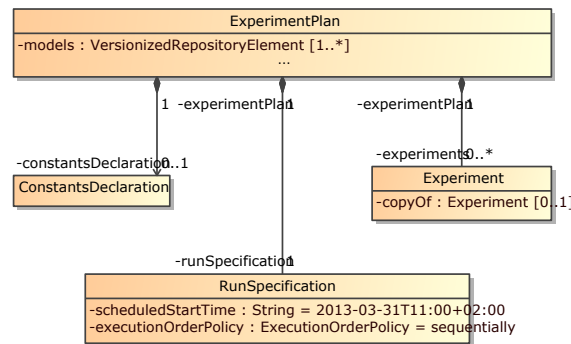 ExperimentPlan
-models : VersionizedRepositoryElement [1..*]
...
1 -experimentPlan 1 -experimentPlan 1
-constantsDeclaration 0..1 -experiments 0..*
ConstantsDeclaration Experiment
-copyOf : Experiment [0..1]
-runSpecification 1
RunSpecification
-scheduledStartTime : String = 2013-03-31T11:00+02:00
-executionOrderPolicy : ExecutionOrderPolicy = sequentially